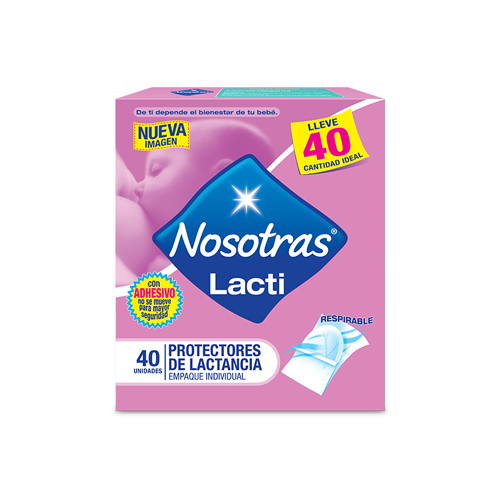 De ti depende el bienestar de tu bebé.
NUEVA
IMAGEN
LLEVE
40
CANTIDAD IDEAL
Nosotras®
Lacti
con
ADHESIVO
no se mueve
para mayor
seguridad
RESPIRABLE
40
UNIDADES
PROTECTORES
DE LACTANCIA
EMPAQUE INDIVIDUAL